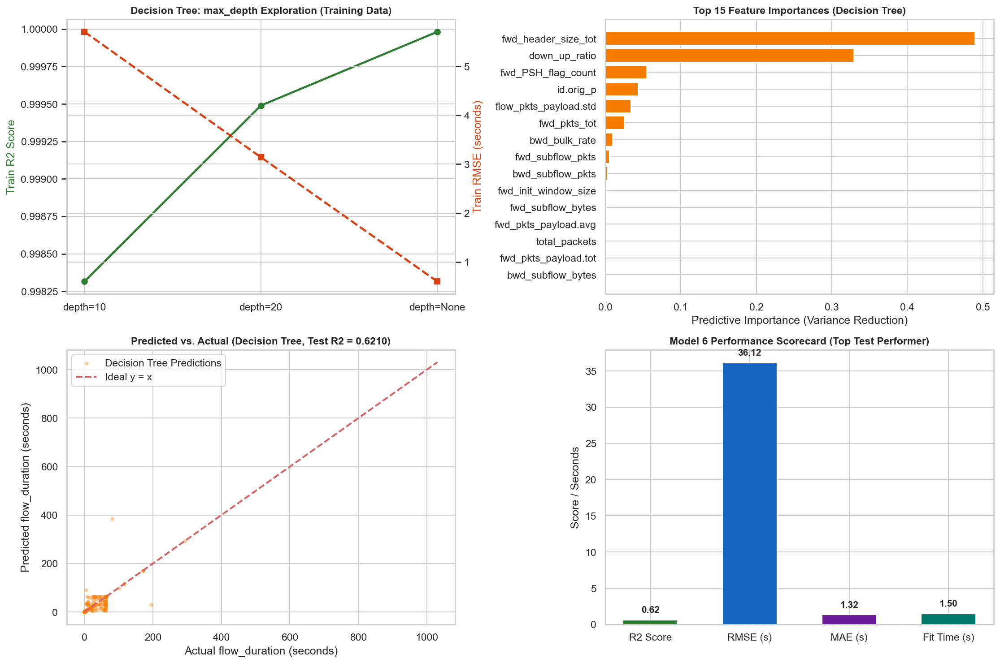 Decision Tree: max_depth Exploration (Training Data)
1.00000
0.99975
0.99950
0.99925
0.99900
0.99875
0.99850
0.99825
Train R2 Score
5
4
3
2
1
Train RMSE (seconds)
depth=10
depth=20
depth=None
Top 15 Feature Importances (Decision Tree)
fwd_header_size_tot
down_up_ratio
fwd_PSH_flag_count
id.orig_p
flow_pkts_payload.std
fwd_pkts_tot
bwd_bulk_rate
fwd_subflow_pkts
bwd_subflow_pkts
fwd_init_window_size
fwd_subflow_bytes
fwd_pkts_payload.avg
total_packets
fwd_pkts_payload.tot
bwd_subflow_bytes
0.0
0.1
0.2
0.3
0.4
0.5
Predictive Importance (Variance Reduction)
Predicted vs. Actual (Decision Tree, Test R2 = 0.6210)
Decision Tree Predictions
Ideal y = x
1000
800
600
400
200
0
Predicted flow_duration (seconds)
0
200
400
600
800
1000
Actual flow_duration (seconds)
Model 6 Performance Scorecard (Top Test Performer)
36.12
0.62
1.32
1.50
35
30
25
20
15
10
5
0
Score / Seconds
R2 Score
RMSE (s)
MAE (s)
Fit Time (s)